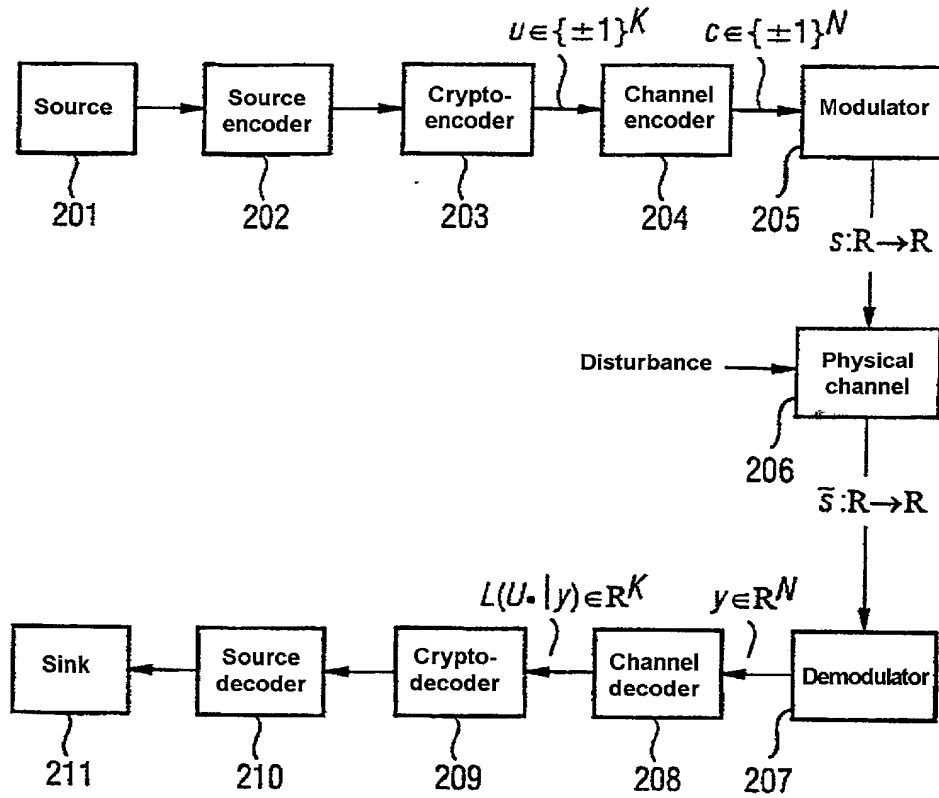 u∈{±1}^K
c∈{±1}^N
Source
Source
encoder
Crypto-
encoder
Channel
encoder
Modulator
201
202
203
204
205
s:R→R
Disturbance
Physical
channel
206
s̃:R→R
L(U•|y)∈R^K
y∈R^N
Sink
Source
decoder
Crypto-
decoder
Channel
decoder
Demodulator
211
210
209
208
207